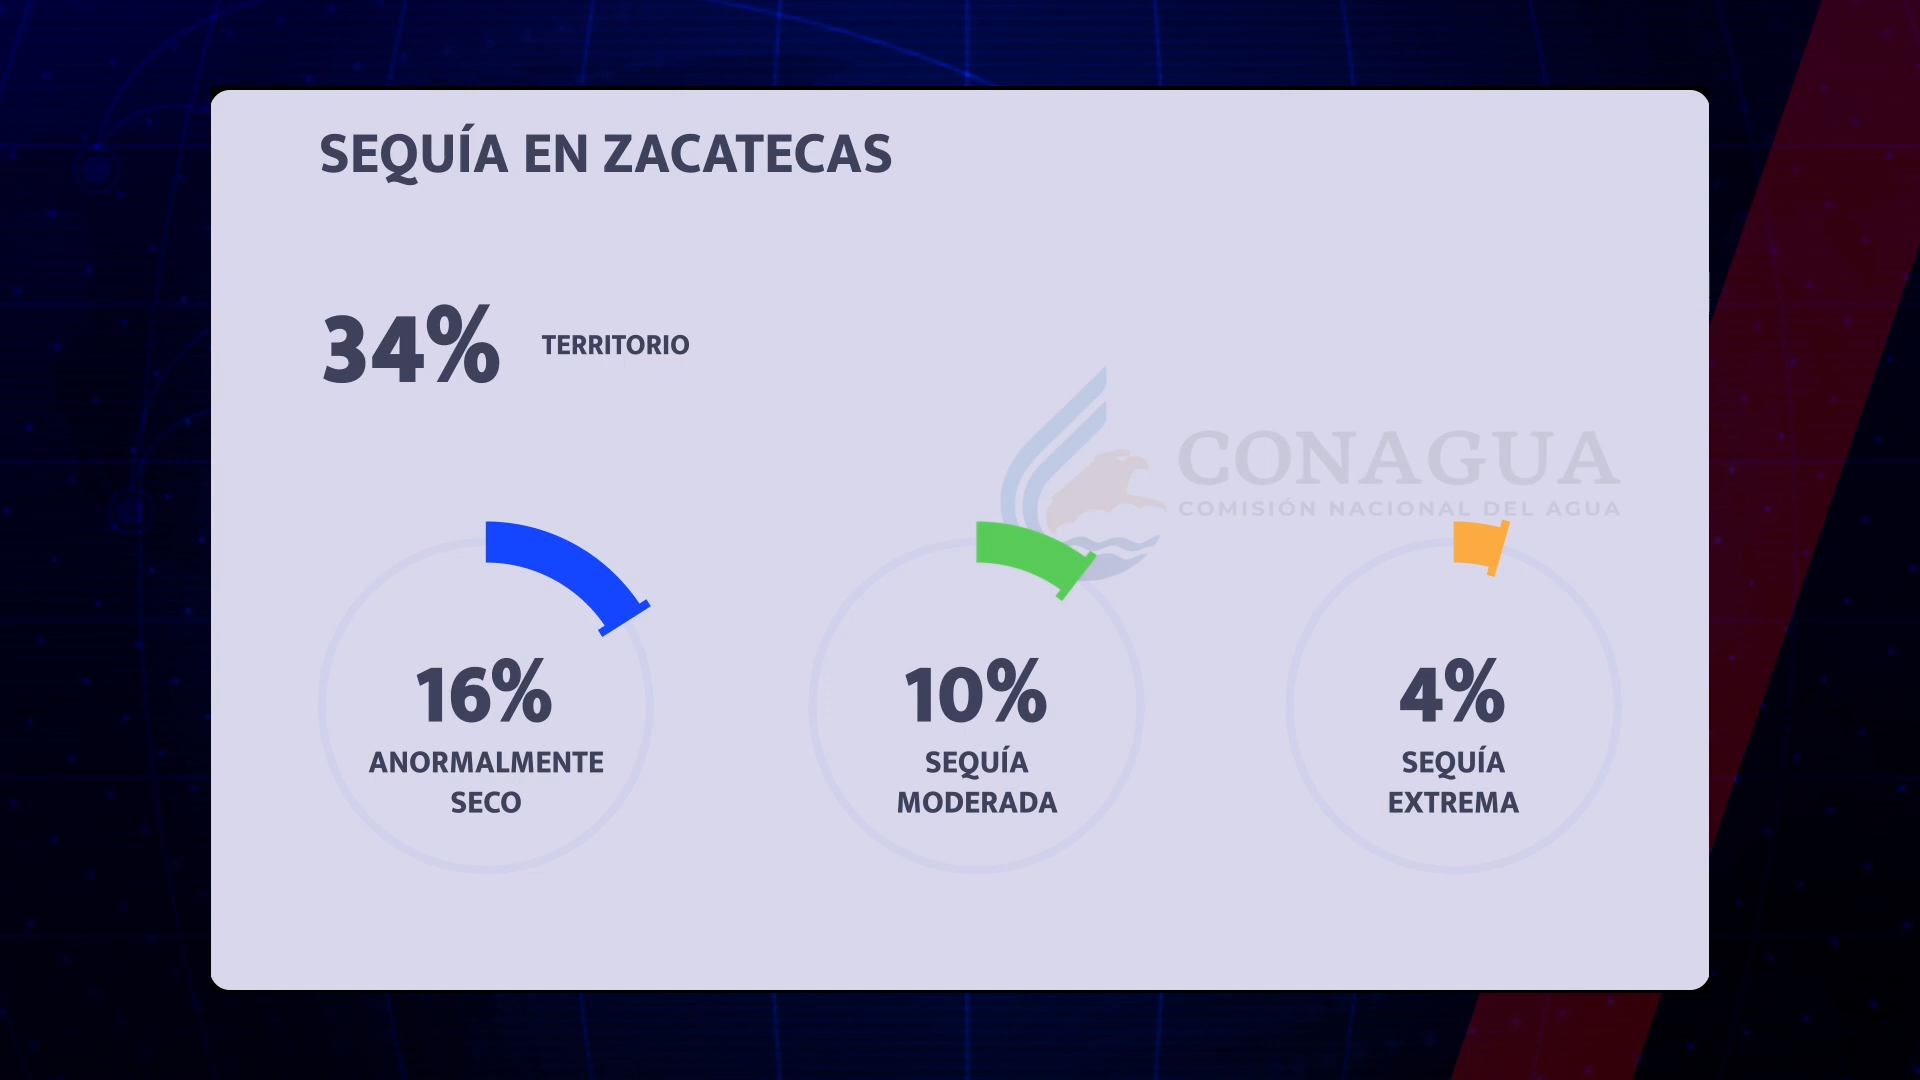 SEQUÍA EN ZACATECAS
34% TERRITORIO
CONAGUA
COMISIÓN NACIONAL DEL AGUA
16%
ANORMALMENTE
SECO
10%
SEQUÍA
MODERADA
4%
SEQUÍA
EXTREMA